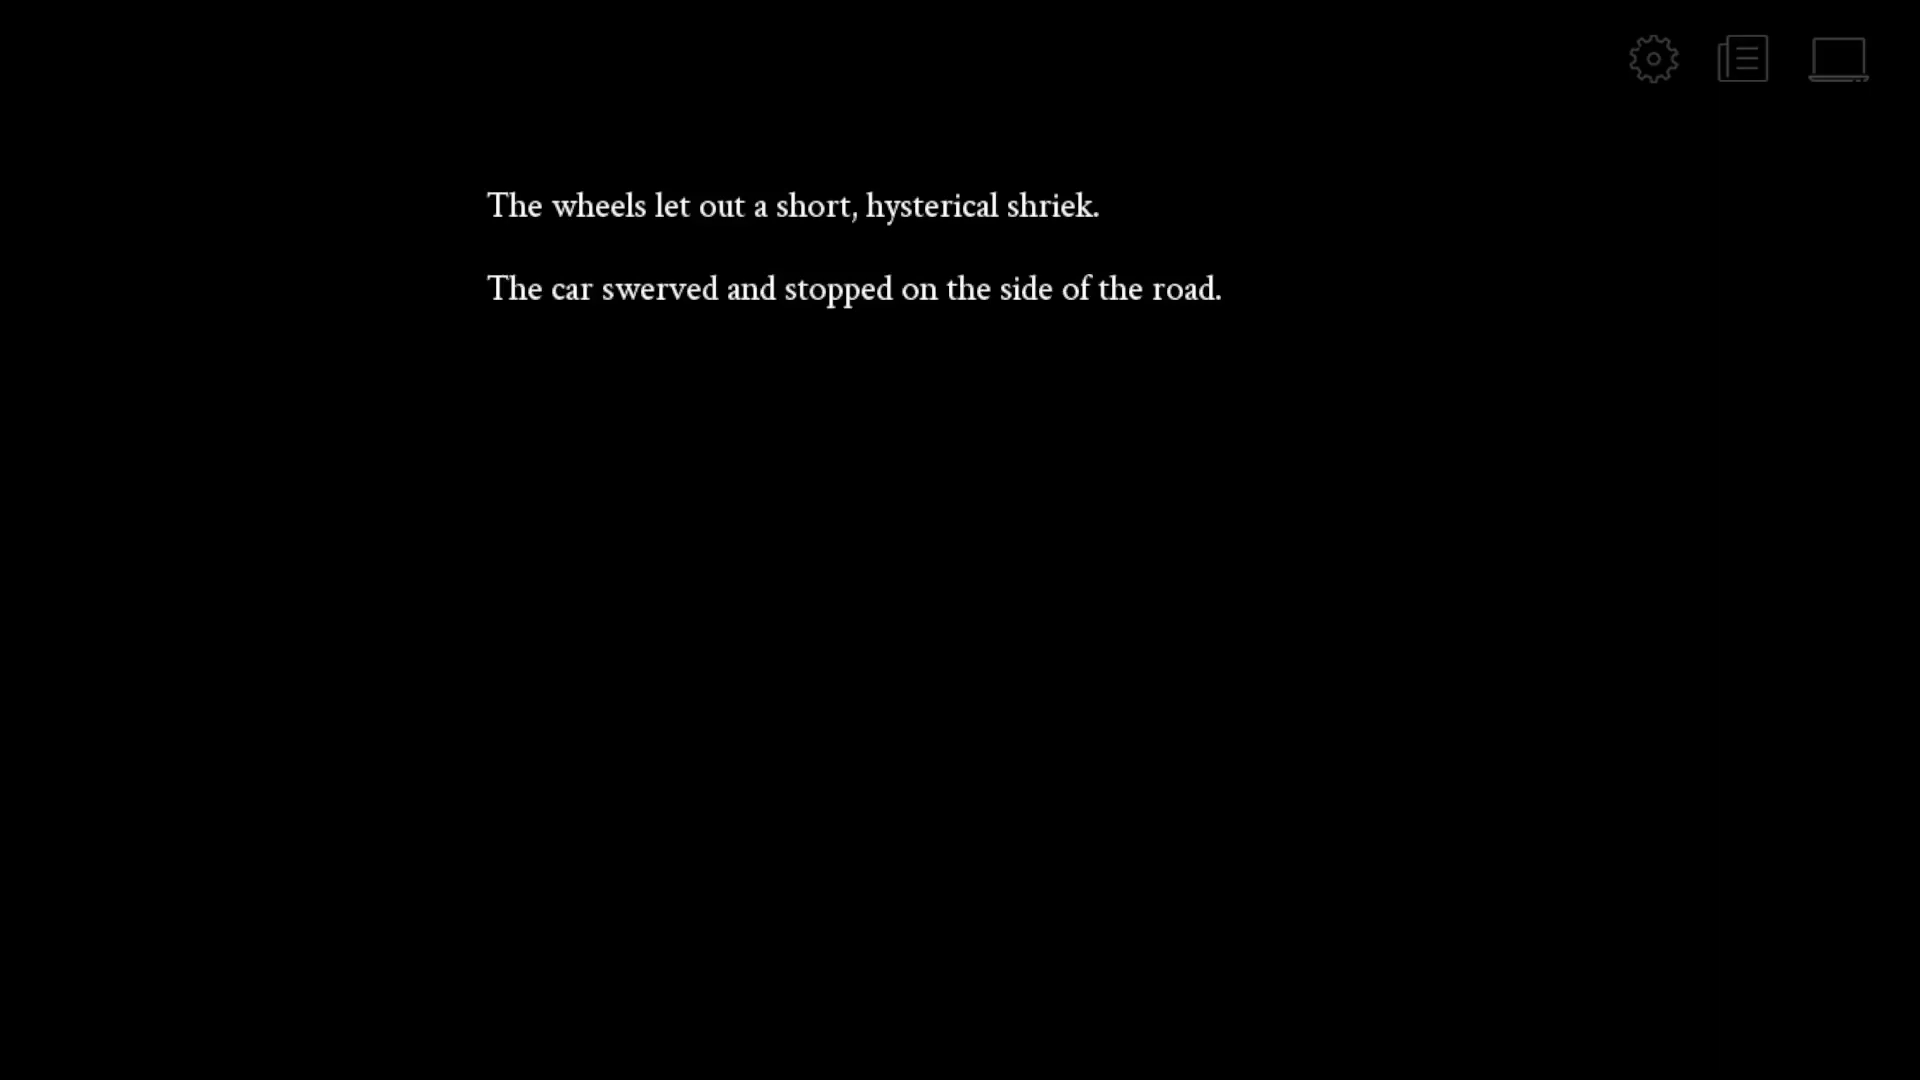 The wheels let out a short, hysterical shriek.
The car swerved and stopped on the side of the road.